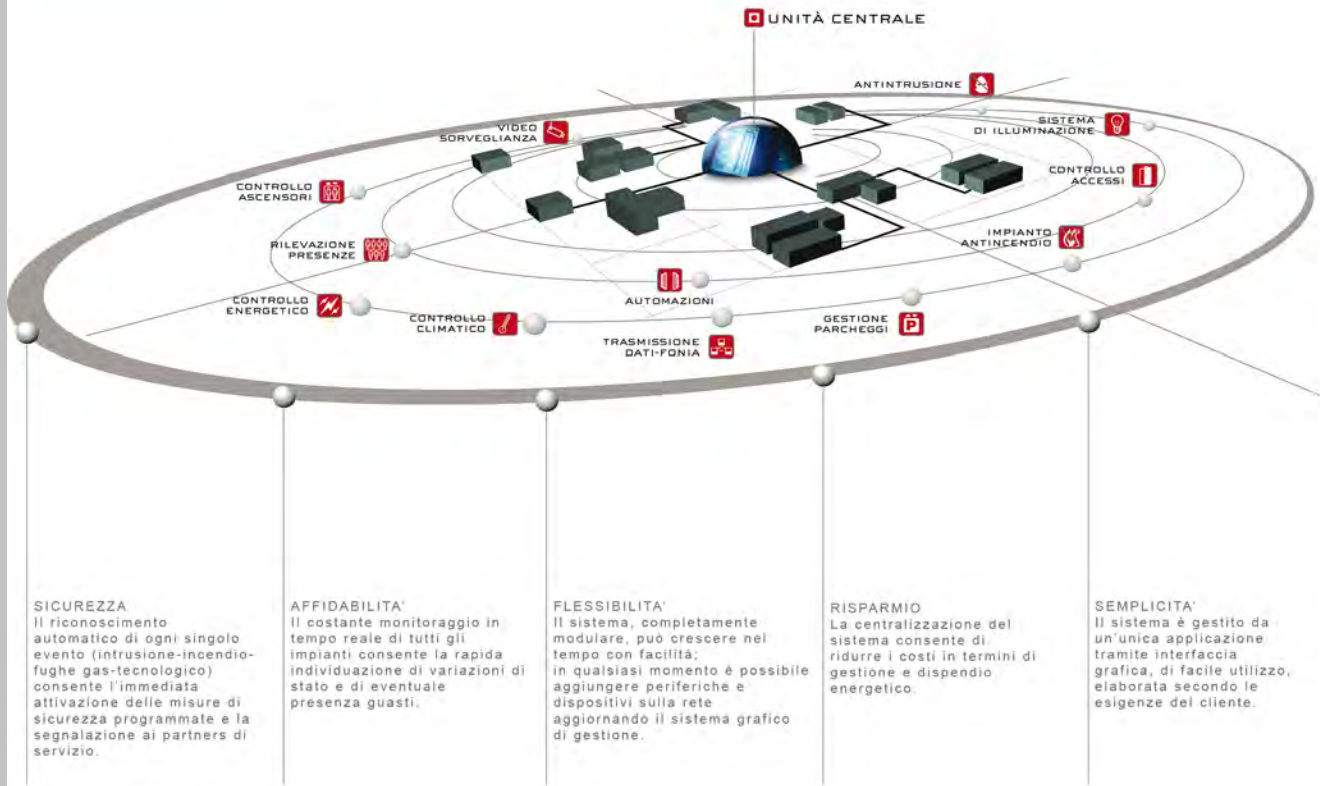 UNITÀ CENTRALE
ANTINTRUSIONE
VIDEO
SORVEGLIANZA
SISTEMA
DI ILLUMINAZIONE
CONTROLLO
ASCENSORI
CONTROLLO
ACCESSI
RILEVAZIONE
PRESENZE
IMPIANTO
ANTINCENDIO
CONTROLLO
ENERGETICO
CONTROLLO
CLIMATICO
AUTOMAZIONI
TRASMISSIONE
DATI-FONIA
GESTIONE
PARCHEGGI
P
SICUREZZA
Il riconoscimento
automatico di ogni singolo
evento (intrusione-incendio-
fughe gas-tecnologico)
consente l'immediata
attivazione delle misure di
sicurezza programmate e la
segnalazione ai partners di
servizio.
AFFIDABILITA'
Il costante monitoraggio in
tempo reale di tutti gli
impianti consente la rapida
individuazione di variazioni di
stato e di eventuale
presenza guasti.
FLESSIBILITA'
Il sistema, completamente
modulare, può crescere nel
tempo con facilità;
in qualsiasi momento è possibile
aggiungere periferiche e
dispositivi sulla rete
aggiornando il sistema grafico
di gestione.
RISPARMIO
La centralizzazione del
sistema consente di
ridurre i costi in termini di
gestione e dispendio
energetico.
SEMPLICITA'
Il sistema è gestito da
un'unica applicazione
tramite interfaccia
grafica, di facile utilizzo,
elaborata secondo le
esigenze del cliente.